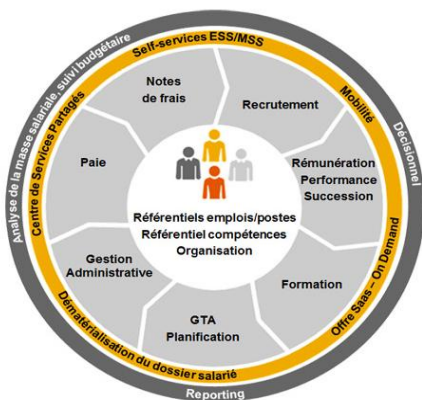 Analyse de la masse salariale, suivi budgétaire
Décisionnel
Reporting
Self-services ESS/MSS
Mobilité
Offre Saas – On Demand
Dématérialisation du dossier salarié
Centre de Services Partagés
Notes
de frais
Recrutement
Rémunération
Performance
Succession
Formation
GTA
Planification
Gestion
Administrative
Paie
Référentiels emplois/postes
Référentiel compétences
Organisation